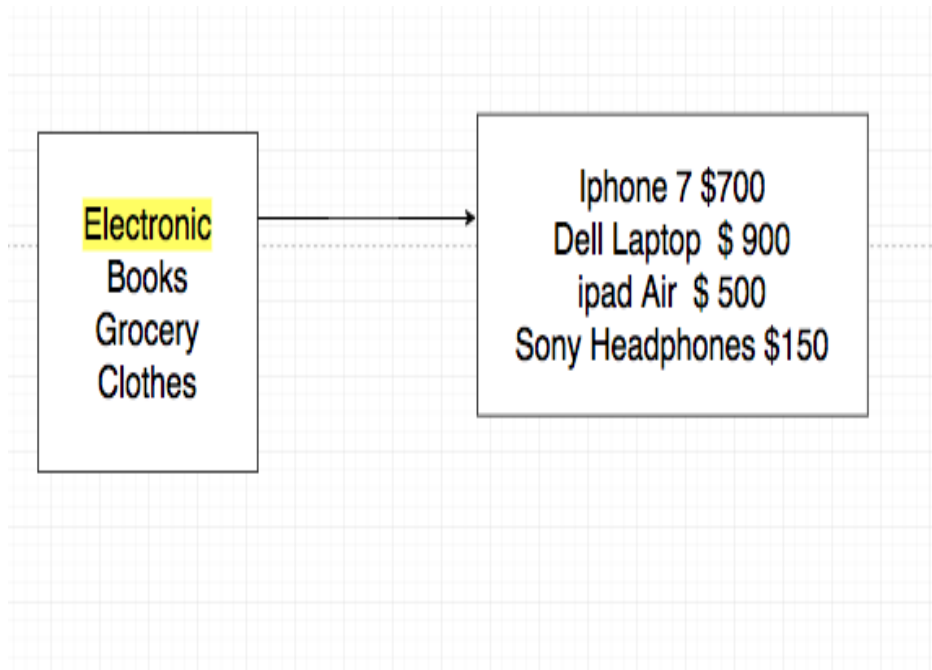 Electronic
Books
Grocery
Clothes
Iphone 7 $700
Dell Laptop  $ 900
ipad Air  $ 500
Sony Headphones $150